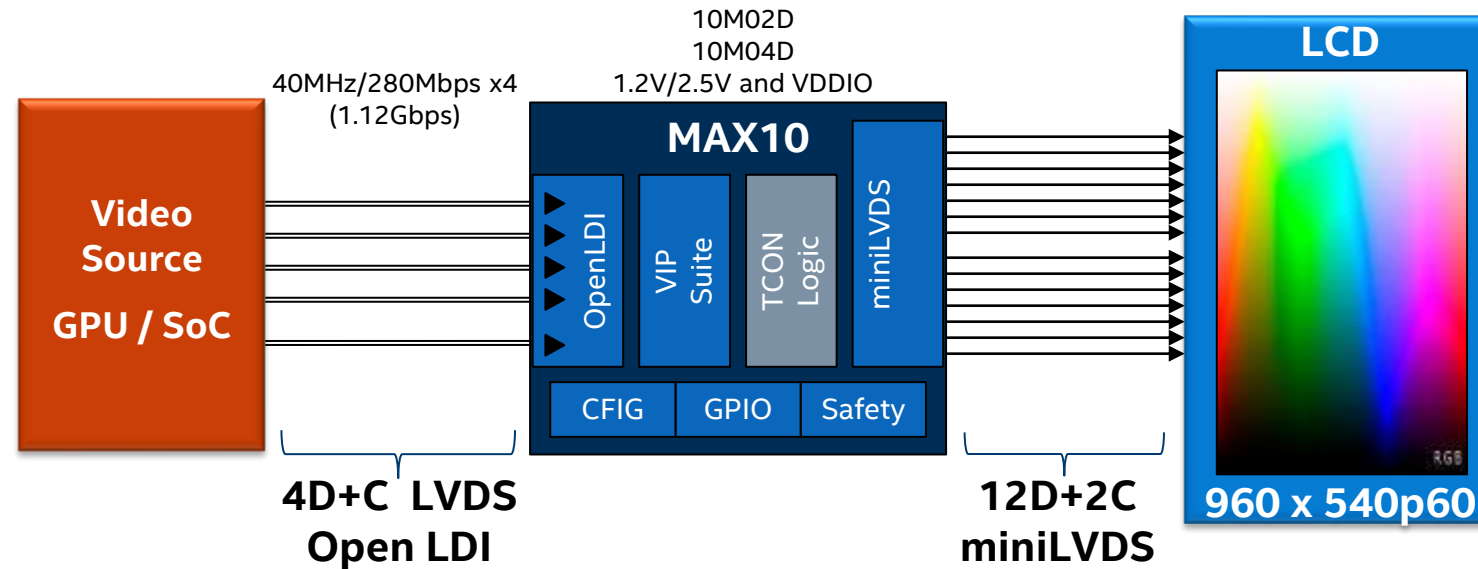 10M02D
10M04D
1.2V/2.5V and VDDIO
40MHz/280Mbps x4
(1.12Gbps)
Video
Source
GPU / SoC
MAX10
OpenLDI
VIP
Suite
TCON
Logic
miniLVDS
CFIG
GPIO
Safety
LCD
RGB
960 x 540p60
4D+C LVDS
Open LDI
12D+2C
miniLVDS